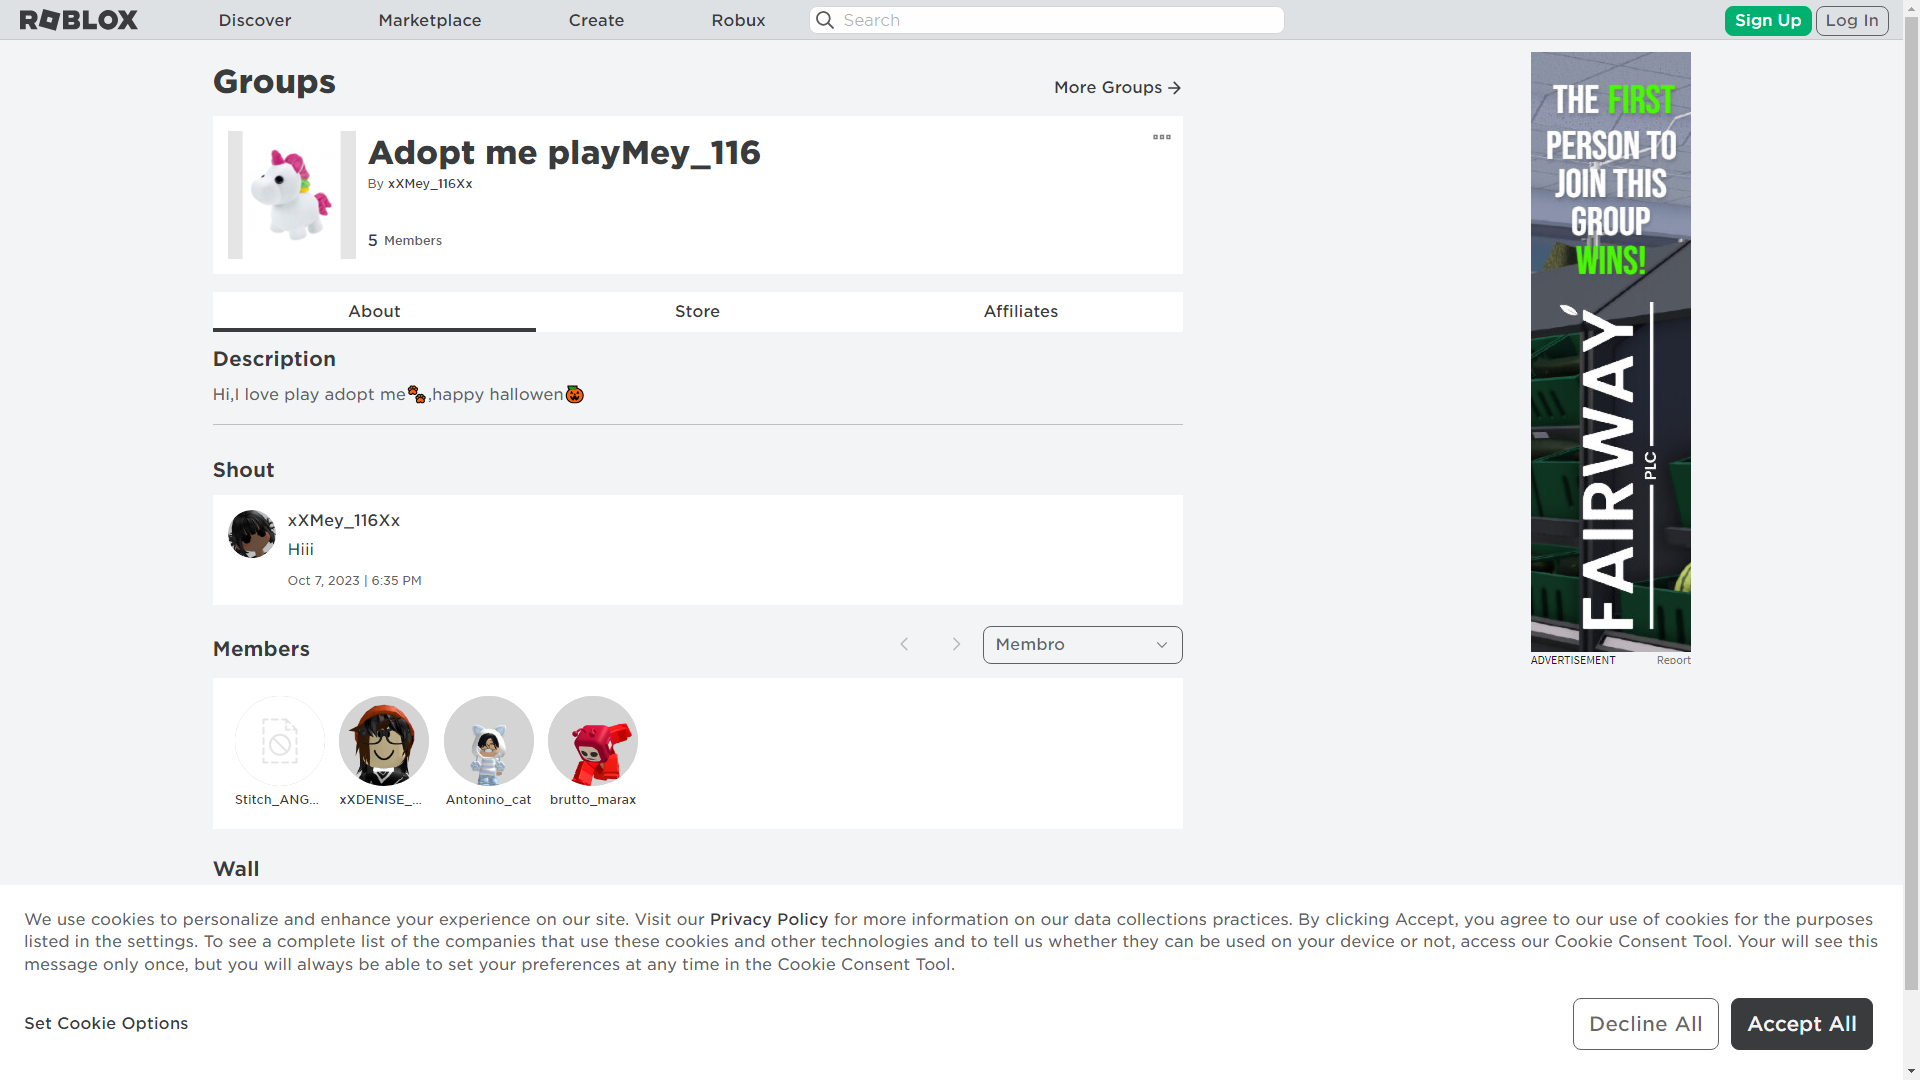 ROBLOX
Discover
Marketplace
Create
Robux
Search
Sign Up
Log In
Groups
More Groups
Adopt me playMey_116
By xXMey_116Xx
5 Members
About
Store
Affiliates
Description
Hi,I love play adopt me🐾,happy hallowen🎃
Shout
xXMey_116Xx
Hiii
Oct 7, 2023 | 6:35 PM
Members
Membro
Stitch_ANG...
xXDENISE_...
Antonino_cat
brutto_marax
Wall
THE FIRST
PERSON TO
JOIN THIS
GROUP
WINS!
FAIRWAY
PLC
ADVERTISEMENT
Report
We use cookies to personalize and enhance your experience on our site. Visit our Privacy Policy for more information on our data collections practices. By clicking Accept, you agree to our use of cookies for the purposes
listed in the settings. To see a complete list of the companies that use these cookies and other technologies and to tell us whether they can be used on your device or not, access our Cookie Consent Tool. Your will see this
message only once, but you will always be able to set your preferences at any time in the Cookie Consent Tool.
Set Cookie Options
Decline All
Accept All